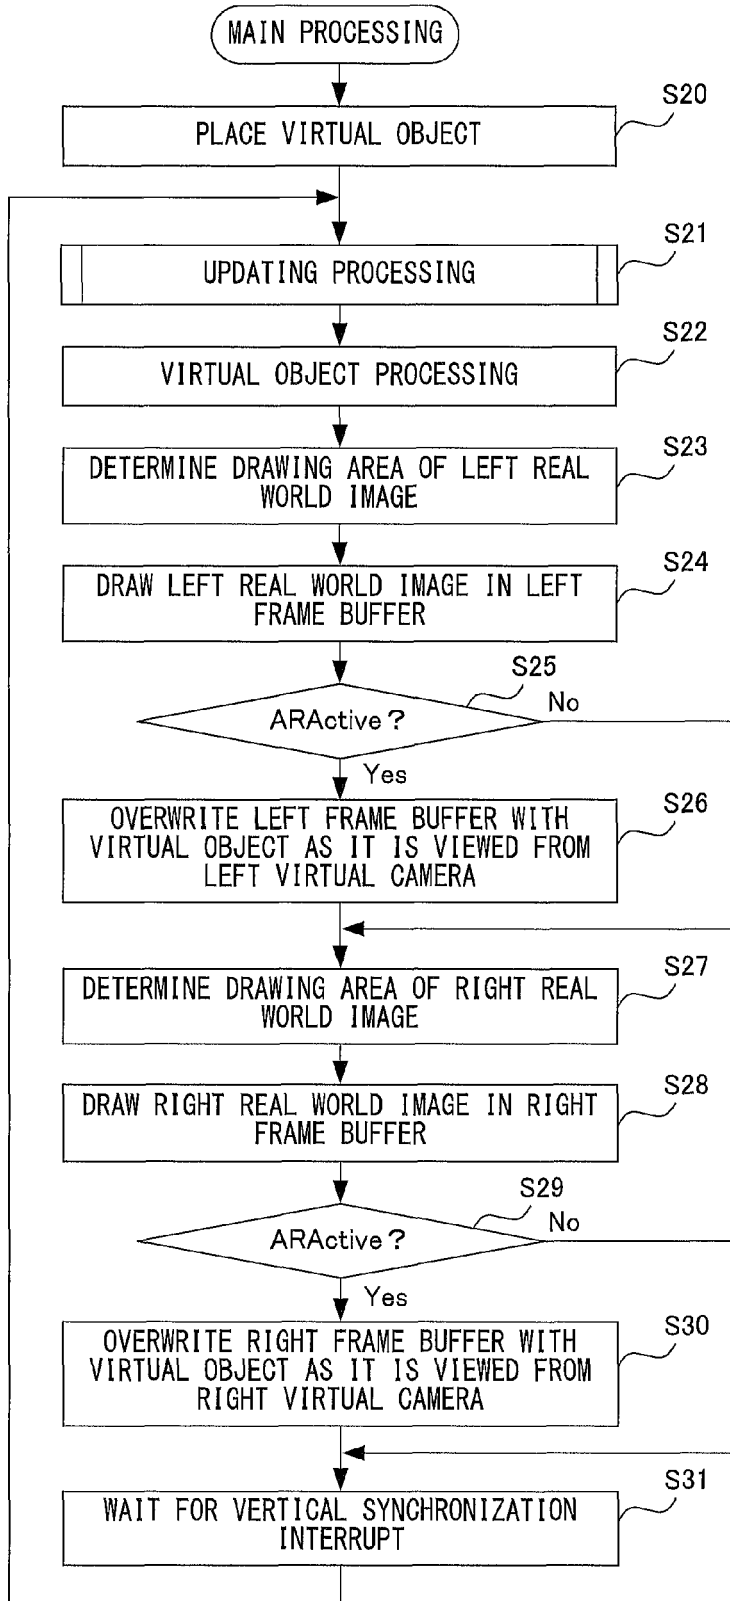 MAIN PROCESSING
S20
PLACE VIRTUAL OBJECT
S21
UPDATING PROCESSING
S22
VIRTUAL OBJECT PROCESSING
S23
DETERMINE DRAWING AREA OF LEFT REAL
WORLD IMAGE
S24
DRAW LEFT REAL WORLD IMAGE IN LEFT
FRAME BUFFER
S25
ARActive?
No
Yes
S26
OVERWRITE LEFT FRAME BUFFER WITH
VIRTUAL OBJECT AS IT IS VIEWED FROM
LEFT VIRTUAL CAMERA
S27
DETERMINE DRAWING AREA OF RIGHT REAL
WORLD IMAGE
S28
DRAW RIGHT REAL WORLD IMAGE IN RIGHT
FRAME BUFFER
S29
ARActive?
No
Yes
S30
OVERWRITE RIGHT FRAME BUFFER WITH
VIRTUAL OBJECT AS IT IS VIEWED FROM
RIGHT VIRTUAL CAMERA
S31
WAIT FOR VERTICAL SYNCHRONIZATION
INTERRUPT